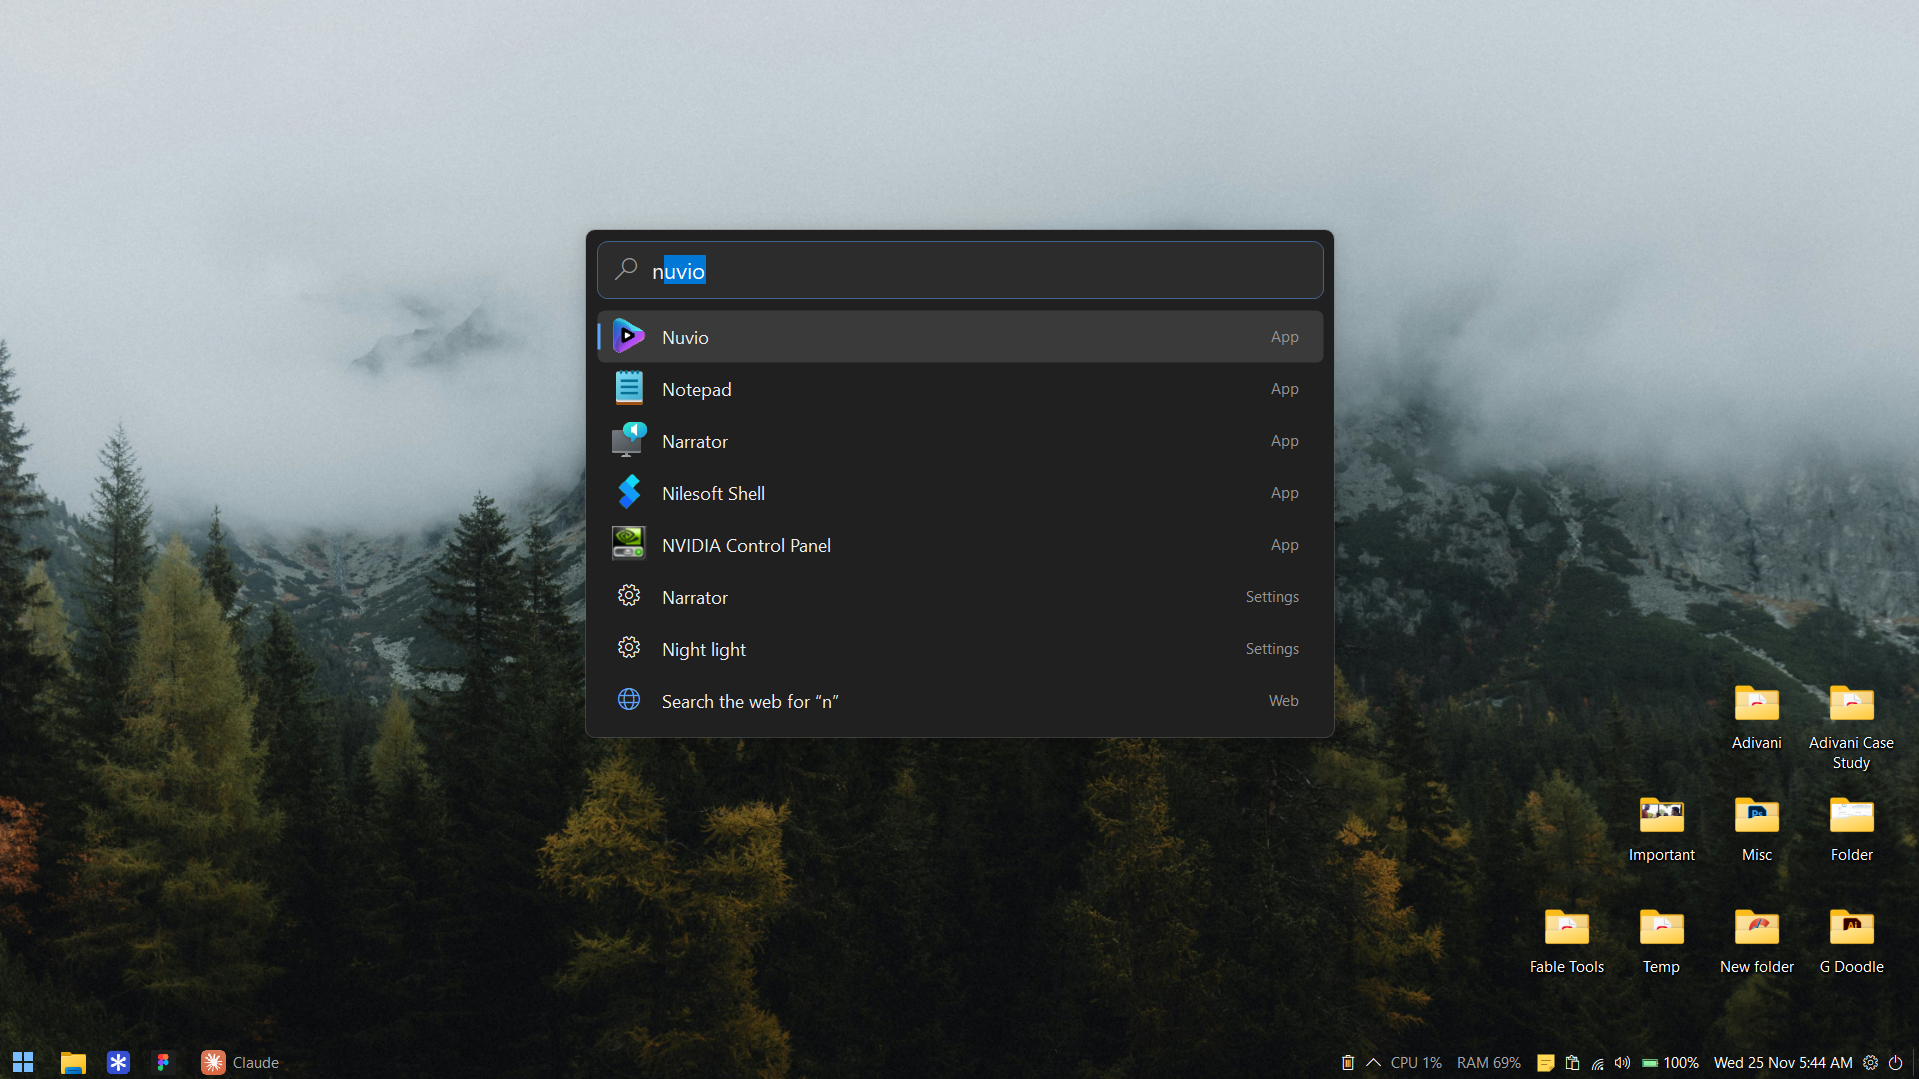 nuvio
Nuvio App
Notepad App
Narrator App
Nilesoft Shell App
NVIDIA Control Panel App
Narrator Settings
Night light Settings
Search the web for “n” Web
Adivani
Adivani Case
Study
Important
Misc
Folder
Fable Tools
Temp
New folder
G Doodle
Claude
CPU 1% RAM 69% 100% Wed 25 Nov 5:44 AM